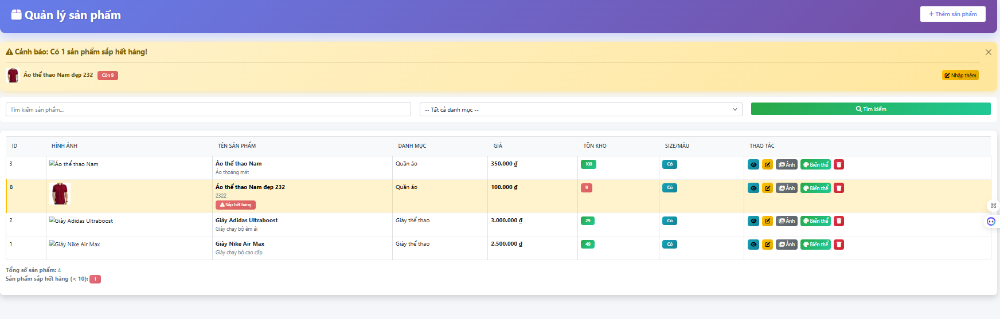 Quản lý sản phẩm
+ Thêm sản phẩm
Cảnh báo: Có 1 sản phẩm sắp hết hàng!
Áo thể thao Nam đẹp 232 Còn 9 Nhập thêm
Tìm kiếm sản phẩm... -- Tất cả danh mục -- Tìm kiếm
ID HÌNH ẢNH TÊN SẢN PHẨM DANH MỤC GIÁ TỒN KHO SIZE/MÀU THAO TÁC
3 Áo thể thao Nam Áo thể thao Nam Quần áo 350.000 ₫ 100 Có Ảnh Biến thể
Áo thoáng mát
8 Áo thể thao Nam đẹp 232 Quần áo 100.000 ₫ 9 Có Ảnh Biến thể
2322
Sắp hết hàng
2 Giày Adidas Ultraboost Giày Adidas Ultraboost Giày thể thao 3.000.000 ₫ 29 Có Ảnh Biến thể
Giày chạy bộ êm ái
1 Giày Nike Air Max Giày Nike Air Max Giày thể thao 2.500.000 ₫ 49 Có Ảnh Biến thể
Giày chạy bộ cao cấp
Tổng số sản phẩm: 4
Sản phẩm sắp hết hàng (< 10): 1